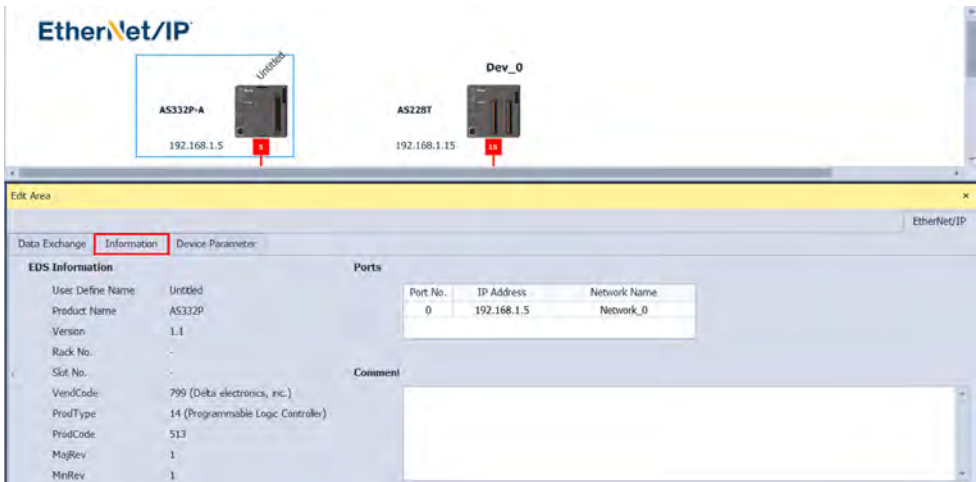 EtherNet/IP
Untitled
Dev_0
AS332P-A
AS228T
192.168.1.5
5
192.168.1.15
15
Edit Area
EtherNet/IP
Data Exchange Information Device Parameter
EDS Information
User Define Name Untitled
Product Name AS332P
Version 1.1
Rack No. -
Slot No. -
VendCode 799 (Delta electronics, inc.)
ProdType 14 (Programmable Logic Controller)
ProdCode 513
MajRev 1
MinRev 1
Ports
Port No. IP Address Network Name
0 192.168.1.5 Network_0
Comment